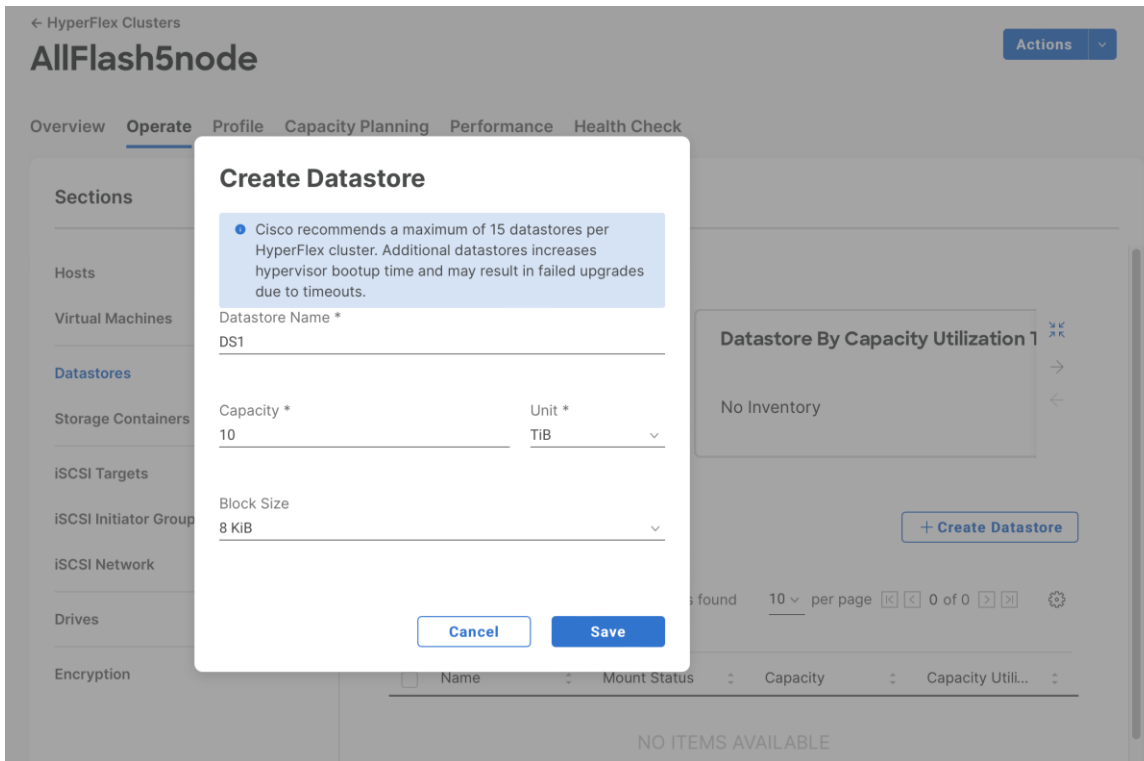 ← HyperFlex Clusters
AllFlash5node
Actions
Overview Operate Profile Capacity Planning Performance Health Check
Sections
Hosts
Virtual Machines
Datastores
Storage Containers
iSCSI Targets
iSCSI Initiator Group
iSCSI Network
Drives
Encryption
Create Datastore
Cisco recommends a maximum of 15 datastores per
HyperFlex cluster. Additional datastores increases
hypervisor bootup time and may result in failed upgrades
due to timeouts.
Datastore Name *
DS1
Capacity * Unit *
10 TiB
Block Size
8 KiB
Cancel Save
Datastore By Capacity Utilization T
No Inventory
+ Create Datastore
s found 10 per page 0 of 0
Name Mount Status Capacity Capacity Utili...
NO ITEMS AVAILABLE